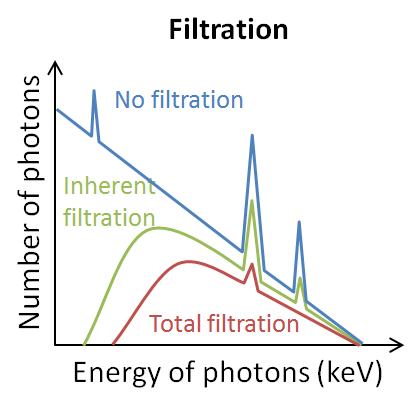 Filtration
Number of photons
No filtration
Inherent
filtration
Total filtration
Energy of photons (keV)